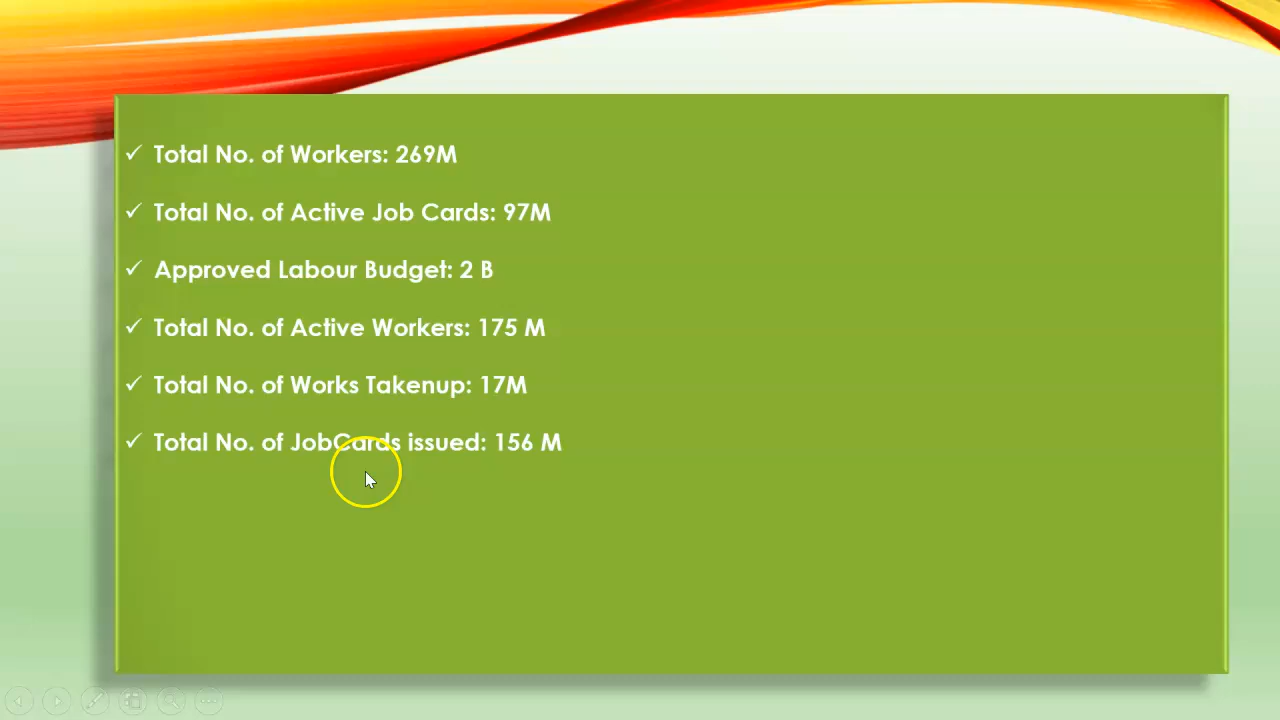 ✓ Total No. of Workers: 269M
✓ Total No. of Active Job Cards: 97M
✓ Approved Labour Budget: 2 B
✓ Total No. of Active Workers: 175 M
✓ Total No. of Works Takenup: 17M
✓ Total No. of JobCards issued: 156 M